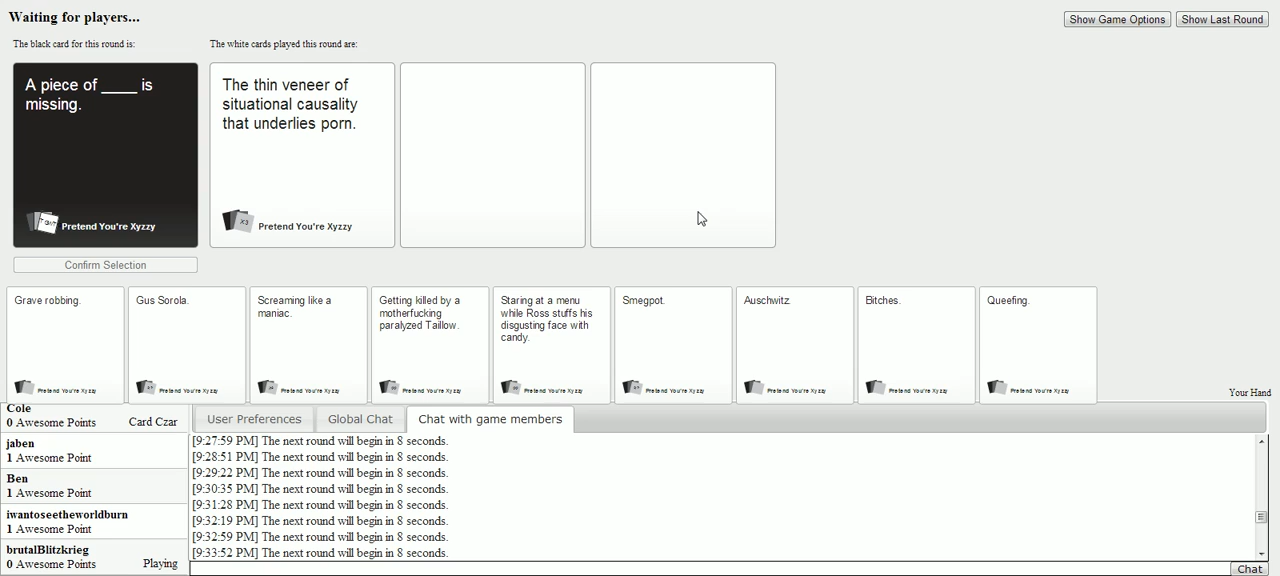 Waiting for players...
Show Game Options
Show Last Round
The black card for this round is:
The white cards played this round are:
A piece of ____ is
missing.
Pretend You're Xyzzy
The thin veneer of
situational causality
that underlies porn.
X3
Pretend You're Xyzzy
Confirm Selection
Grave robbing.
Pretend You're Xyzzy
Gus Sorola.
Pretend You're Xyzzy
Screaming like a
maniac.
Pretend You're Xyzzy
Getting killed by a
motherfucking
paralyzed Taillow.
Pretend You're Xyzzy
Staring at a menu
while Ross stuffs his
disgusting face with
candy.
Pretend You're Xyzzy
Smegpot.
Pretend You're Xyzzy
Auschwitz.
Pretend You're Xyzzy
Bitches.
Pretend You're Xyzzy
Queefing.
Pretend You're Xyzzy
Your Hand
Cole
0 Awesome Points
Card Czar
jaben
1 Awesome Point
Ben
1 Awesome Point
iwantoseetheworldburn
1 Awesome Point
brutalBlitzkrieg
0 Awesome Points
Playing
User Preferences
Global Chat
Chat with game members
[9:27:59 PM] The next round will begin in 8 seconds.
[9:28:51 PM] The next round will begin in 8 seconds.
[9:29:22 PM] The next round will begin in 8 seconds.
[9:30:35 PM] The next round will begin in 8 seconds.
[9:31:28 PM] The next round will begin in 8 seconds.
[9:32:19 PM] The next round will begin in 8 seconds.
[9:32:59 PM] The next round will begin in 8 seconds.
[9:33:52 PM] The next round will begin in 8 seconds.
Chat